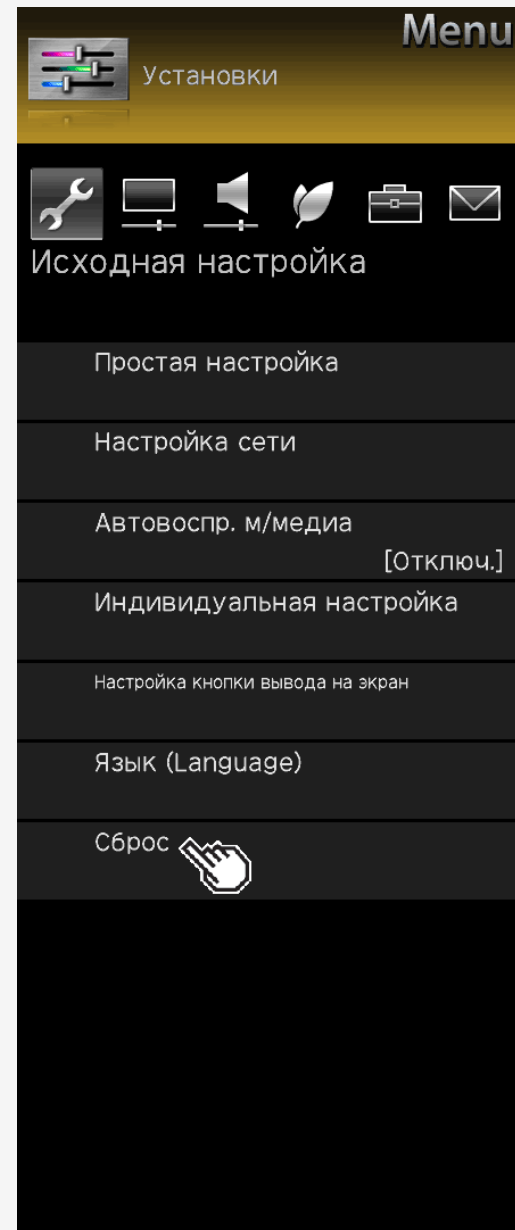 Menu
Установки
Исходная настройка
Простая настройка
Настройка сети
Автовоспр. м/медиа
[Отключ.]
Индивидуальная настройка
Настройка кнопки вывода на экран
Язык (Language)
Сброс